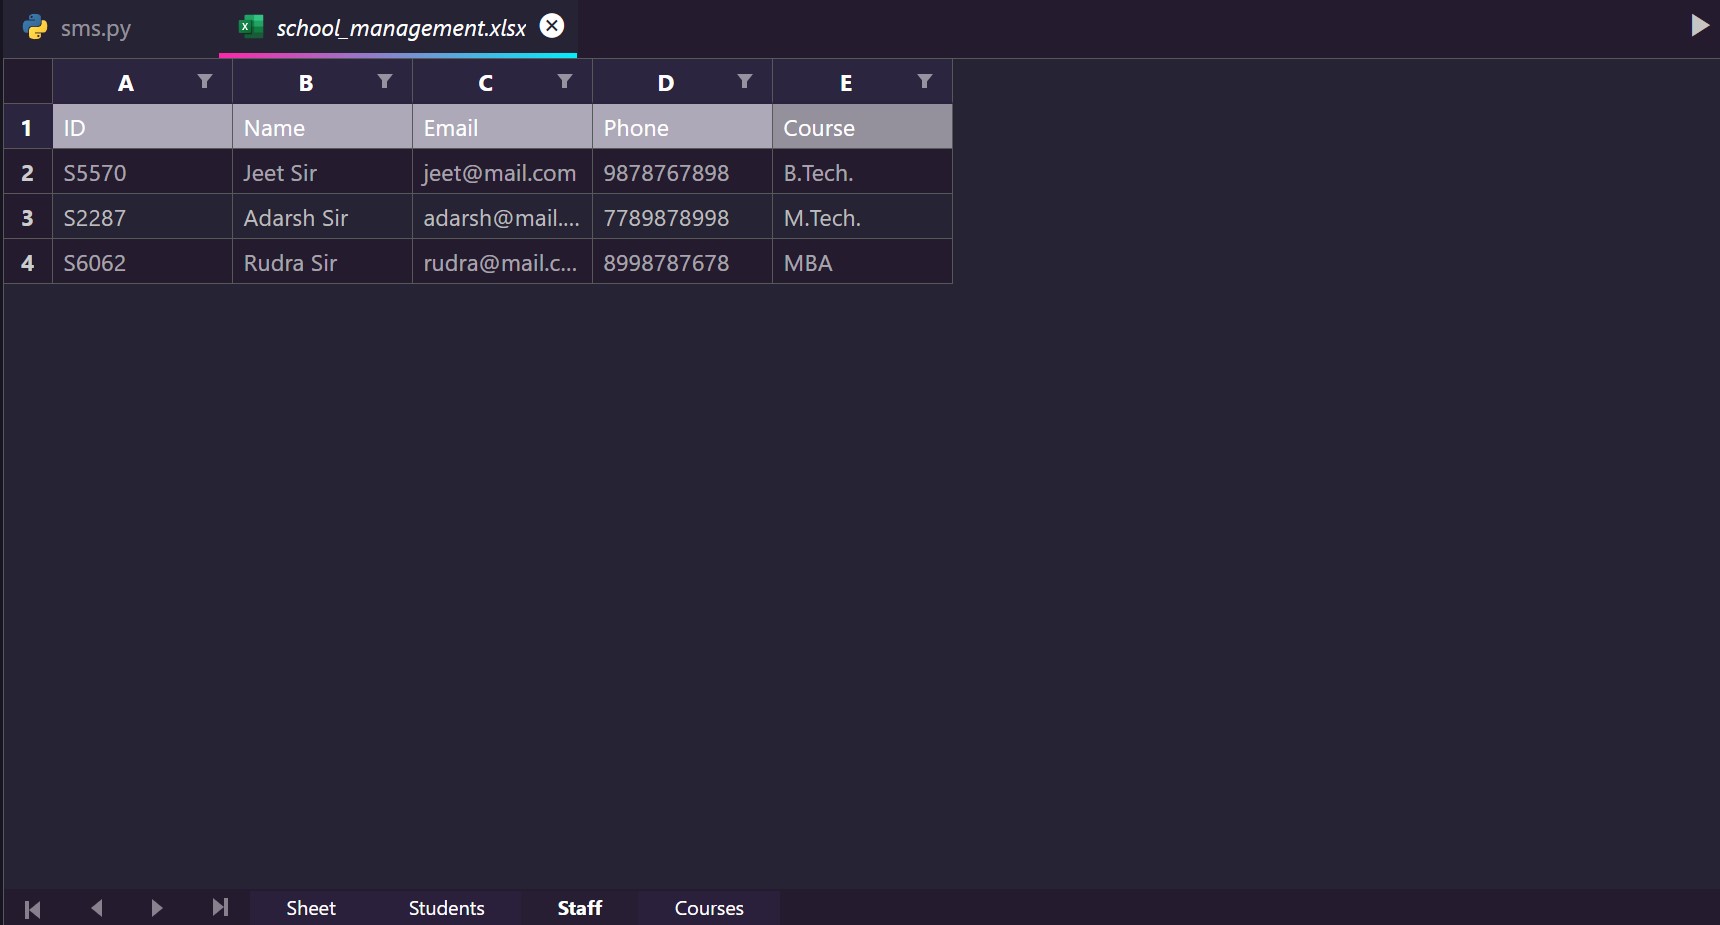 sms.py school_management.xlsx
A B C D E
1 ID Name Email Phone Course
2 S5570 Jeet Sir jeet@mail.com 9878767898 B.Tech.
3 S2287 Adarsh Sir adarsh@mail.... 7789878998 M.Tech.
4 S6062 Rudra Sir rudra@mail.c... 8998787678 MBA
Sheet Students Staff Courses